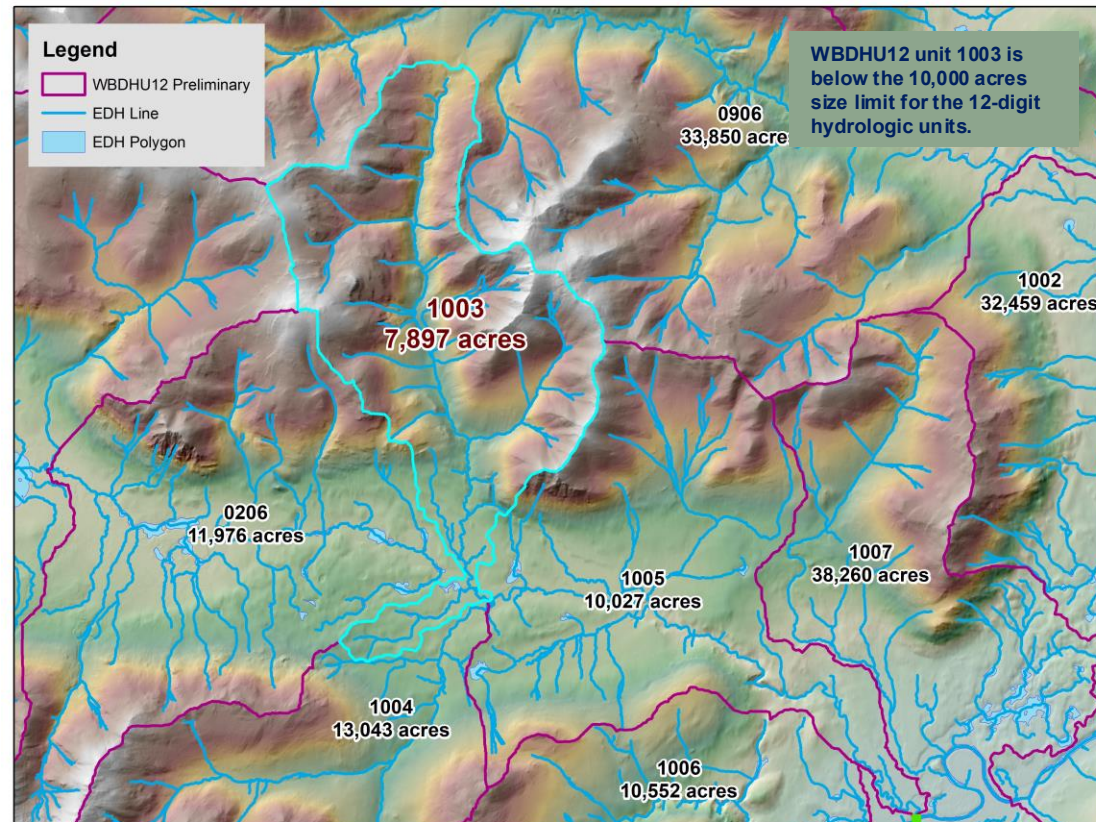 Legend
WBDHU12 Preliminary
EDH Line
EDH Polygon
WBDHU12 unit 1003 is
below the 10,000 acres
size limit for the 12-digit
hydrologic units.
0906
33,850 acres
1002
32,459 acres
1003
7,897 acres
0206
11,976 acres
1007
38,260 acres
1005
10,027 acres
1004
13,043 acres
1006
10,552 acres